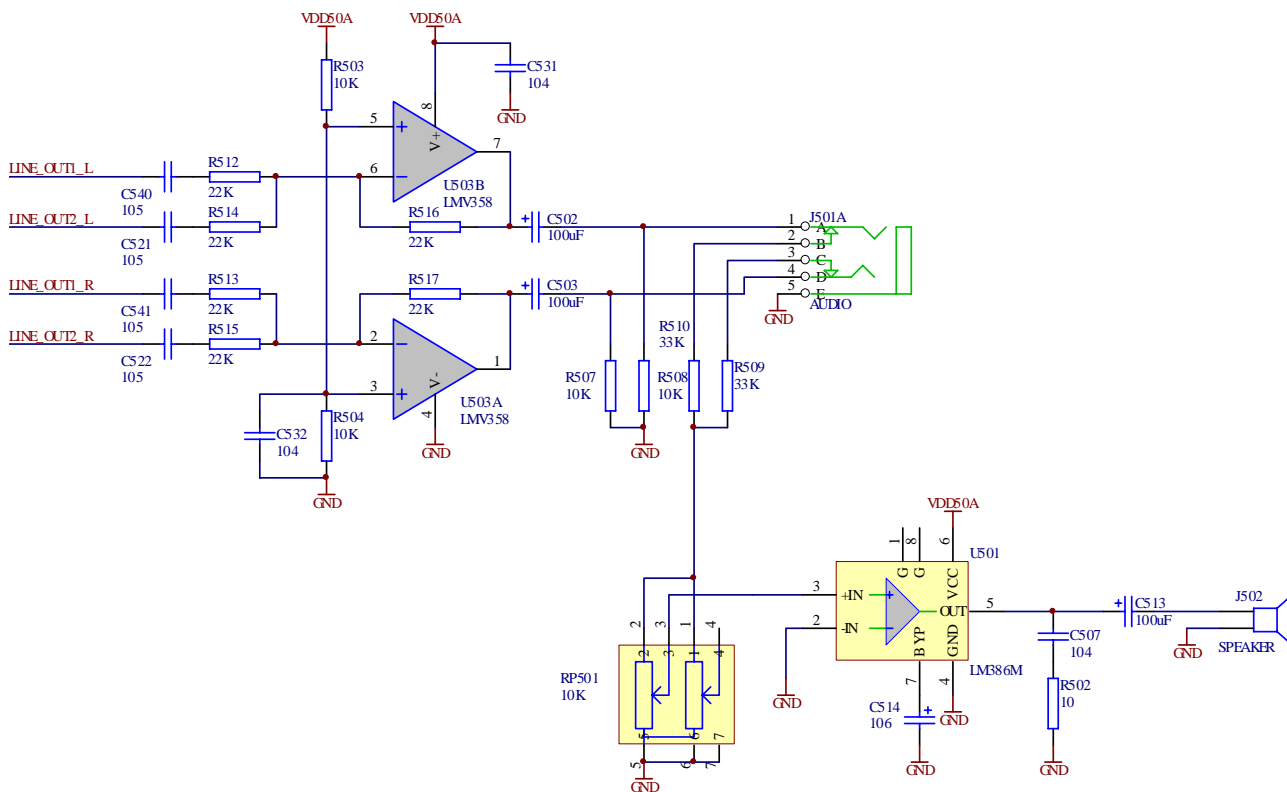 VDD50A
VDD50A
R503
10K
C531
104
GND
8
V+
5
7
6
U503B
LMV358
LINE_OUT1_L
C540
105
R512
22K
LINE_OUT2_L
C521
105
R514
22K
R516
22K
C502
100uF
LINE_OUT1_R
C541
105
R513
22K
R517
22K
C503
100uF
LINE_OUT2_R
C522
105
R515
22K
2
1
3
V-
4
U503A
LMV358
GND
C532
104
R504
10K
GND
J501A
1
A
2
B
3
C
4
D
5
E
AUDIO
GND
R510
33K
R507
10K
R508
10K
R509
33K
GND
VDD50A
1
8
6
U501
G
G
VCC
3
+IN
2
-IN
OUT
5
BYP
GND
LM386M
7
4
GND
C514
106
GND
GND
C513
100uF
J502
SPEAKER
GND
C507
104
R502
10
GND
2
3
1
4
2
3
1
4
RP501
10K
5
6
7
5
6
7
GND